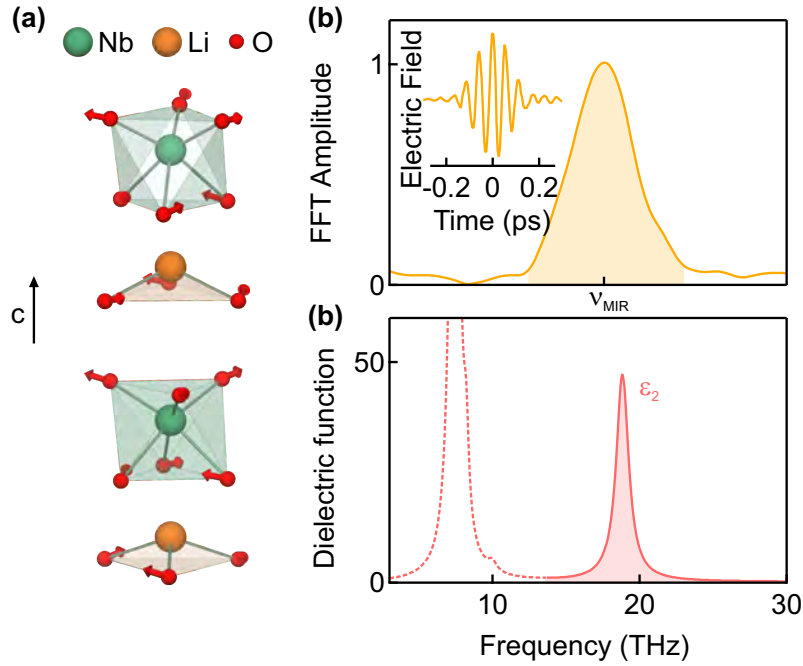 (a)
Nb Li O
c
(b)
FFT Amplitude
1
0
Electric Field
-0.2 0 0.2
Time (ps)
νMIR
(b)
Dielectric function
50
0
ε2
10 20 30
Frequency (THz)